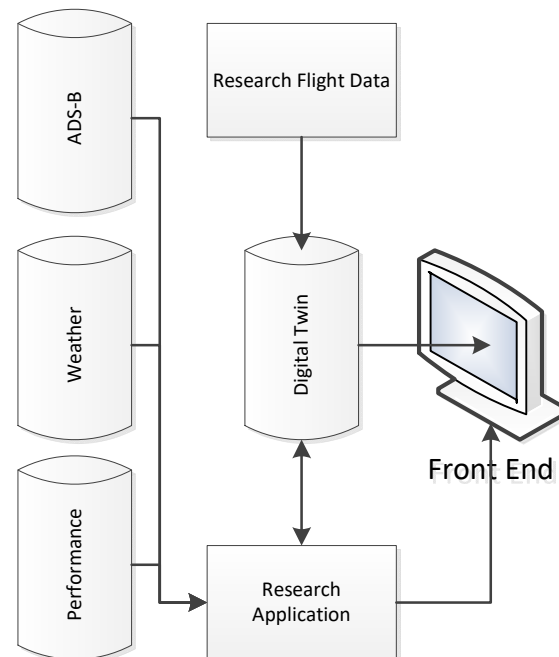 ADS-B
Research Flight Data
Weather
Digital Twin
Front End
Performance
Research
Application